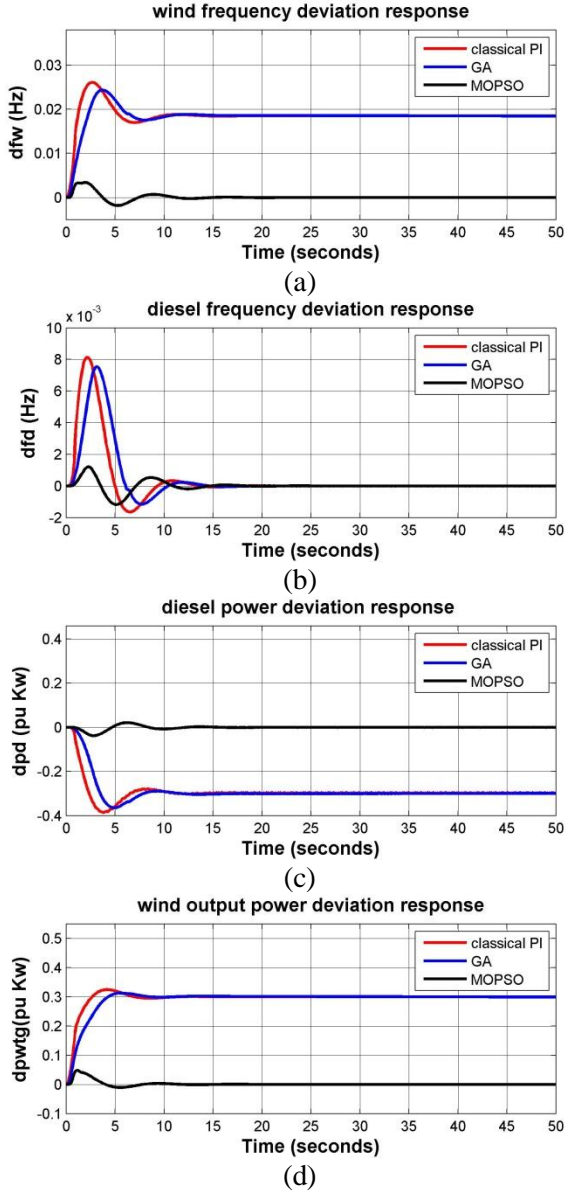 wind frequency deviation response
0.03
0.02
0.01
0
dfw (Hz)
classical PI
GA
MOPSO
0 5 10 15 20 25 30 35 40 45 50
Time (seconds)
(a)
diesel frequency deviation response
x 10⁻³
10
8
6
4
2
0
-2
dfd (Hz)
classical PI
GA
MOPSO
0 5 10 15 20 25 30 35 40 45 50
Time (seconds)
(b)
diesel power deviation response
0.4
0.2
0
-0.2
-0.4
dpd (pu Kw)
classical PI
GA
MOPSO
0 5 10 15 20 25 30 35 40 45 50
Time (seconds)
(c)
wind output power deviation response
0.5
0.4
0.3
0.2
0.1
0
-0.1
dpwtg(pu Kw)
classical PI
GA
MOPSO
0 5 10 15 20 25 30 35 40 45 50
Time (seconds)
(d)